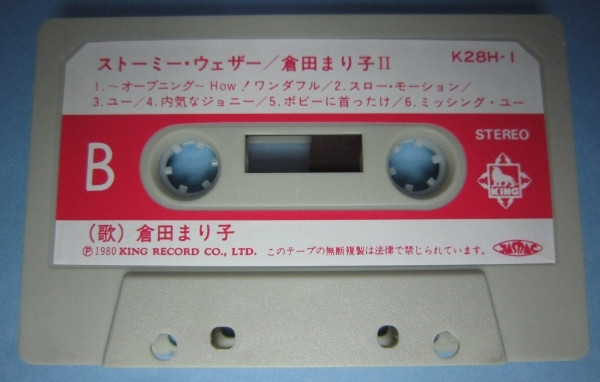 ストーミー・ウェザー/倉田まり子II
K28H-1
1.~オープニング~How!ワンダフル/2.スロー・モーション/
3.ユー/4.内気なジョニー/5.ボビーに首ったけ/6.ミッシング・ユー
STEREO
B
KING
(歌)倉田まり子
Ⓟ1980 KING RECORD CO., LTD. このテープの無断複製は法律で禁じられています。
JASRAC